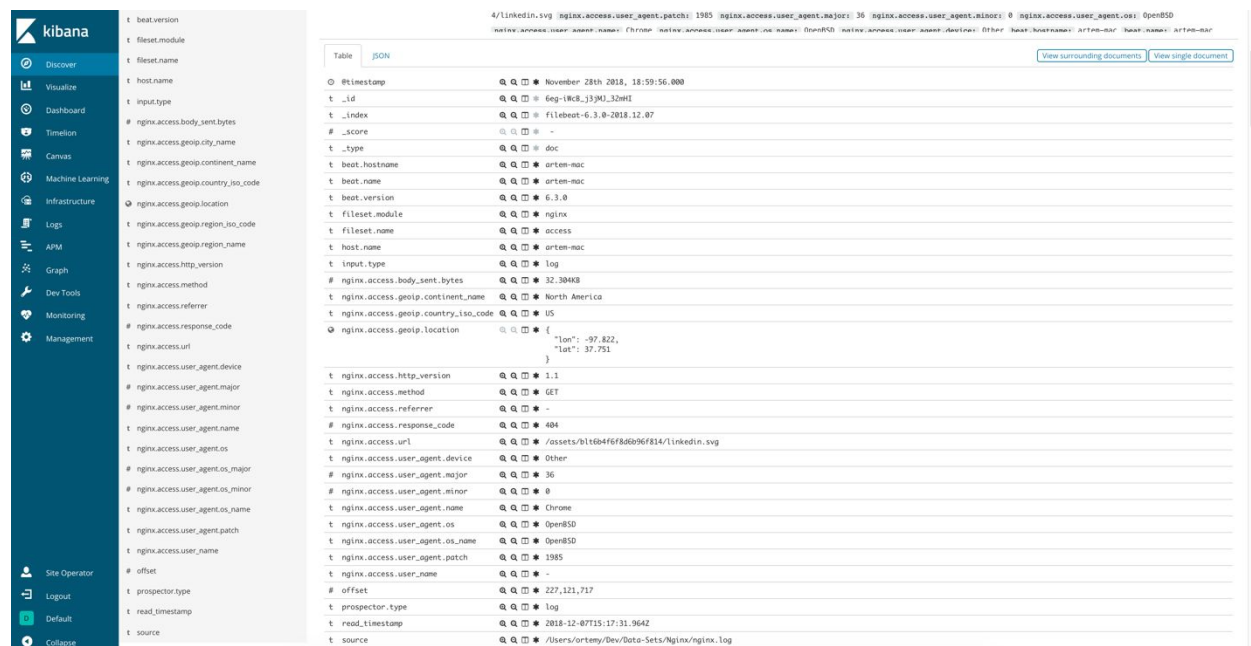 kibana
Discover
Visualize
Dashboard
Timelion
Canvas
Machine Learning
Infrastructure
Logs
APM
Graph
Dev Tools
Monitoring
Management
Site Operator
Logout
D Default
Collapse
t beat.version
t fileset.module
t fileset.name
t host.name
t input.type
# nginx.access.body_sent.bytes
t nginx.access.geoip.city_name
t nginx.access.geoip.continent_name
t nginx.access.geoip.country_iso_code
nginx.access.geoip.location
t nginx.access.geoip.region_iso_code
t nginx.access.geoip.region_name
t nginx.access.http_version
t nginx.access.method
t nginx.access.referrer
# nginx.access.response_code
t nginx.access.url
t nginx.access.user_agent.device
# nginx.access.user_agent.major
# nginx.access.user_agent.minor
t nginx.access.user_agent.name
t nginx.access.user_agent.os
# nginx.access.user_agent.os_major
# nginx.access.user_agent.os_minor
t nginx.access.user_agent.os_name
t nginx.access.user_agent.patch
t nginx.access.user_name
# offset
t prospector.type
t read_timestamp
t source
4/linkedin.svg nginx.access.user_agent.patch: 1985 nginx.access.user_agent.major: 36 nginx.access.user_agent.minor: 0 nginx.access.user_agent.os: OpenBSD
nginx.access.user_agent.name: Chrome nginx.access.user_agent.os_name: OpenBSD nginx.access.user_agent.device: Other beat.hostname: artem-mac beat.name: artem-mac
Table JSON View surrounding documents View single document
@timestamp November 28th 2018, 18:59:56.000
t _id 6eg-iWcB_j3jMJ_32mHI
t _index filebeat-6.3.0-2018.12.07
# _score -
t _type doc
t beat.hostname artem-mac
t beat.name artem-mac
t beat.version 6.3.0
t fileset.module nginx
t fileset.name access
t host.name artem-mac
t input.type log
# nginx.access.body_sent.bytes 32.304KB
t nginx.access.geoip.continent_name North America
t nginx.access.geoip.country_iso_code US
nginx.access.geoip.location {
"lon": -97.822,
"lat": 37.751
}
t nginx.access.http_version 1.1
t nginx.access.method GET
t nginx.access.referrer -
# nginx.access.response_code 404
t nginx.access.url /assets/blt6b4f6f8d6b96f814/linkedin.svg
t nginx.access.user_agent.device Other
# nginx.access.user_agent.major 36
# nginx.access.user_agent.minor 0
t nginx.access.user_agent.name Chrome
t nginx.access.user_agent.os OpenBSD
t nginx.access.user_agent.os_name OpenBSD
t nginx.access.user_agent.patch 1985
t nginx.access.user_name -
# offset 227,121,717
t prospector.type log
t read_timestamp 2018-12-07T15:17:31.964Z
t source /Users/ortemy/Dev/Data-Sets/Nginx/nginx.log